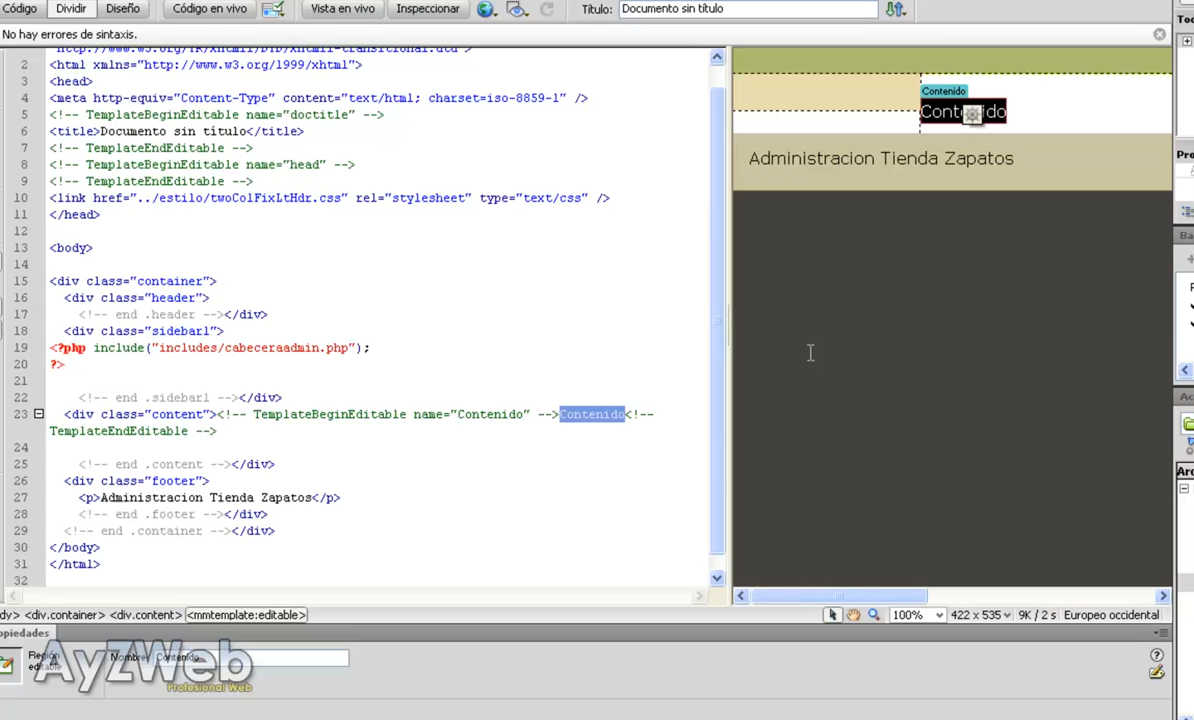 Código Dividir Diseño Código en vivo Vista en vivo Inspeccionar Título: Documento sin título
No hay errores de sintaxis.
2 <html xmlns="http://www.w3.org/1999/xhtml">
3 <head>
4 <meta http-equiv="Content-Type" content="text/html; charset=iso-8859-1" />
5 <!-- TemplateBeginEditable name="doctitle" -->
6 <title>Documento sin título</title>
7 <!-- TemplateEndEditable -->
8 <!-- TemplateBeginEditable name="head" -->
9 <!-- TemplateEndEditable -->
10 <link href="../estilo/twoColFixLtHdr.css" rel="stylesheet" type="text/css" />
11 </head>
12
13 <body>
14
15 <div class="container">
16 <div class="header">
17 <!-- end .header --></div>
18 <div class="sidebar1">
19 <?php include("includes/cabeceraadmin.php");
20 ?>
21
22 <!-- end .sidebar1 --></div>
23 <div class="content"><!-- TemplateBeginEditable name="Contenido" -->Contenido<!--
TemplateEndEditable -->
24
25 <!-- end .content --></div>
26 <div class="footer">
27 <p>Administracion Tienda Zapatos</p>
28 <!-- end .footer --></div>
29 <!-- end .container --></div>
30 </body>
31 </html>
32
Contenido
Administracion Tienda Zapatos
<div.container> <div.content> <mmtemplate:editable>
100% 422 x 535 9K / 2 s Europeo occidental
Región
editable
Nombre Contenido
AyZWeb
Profesional Web